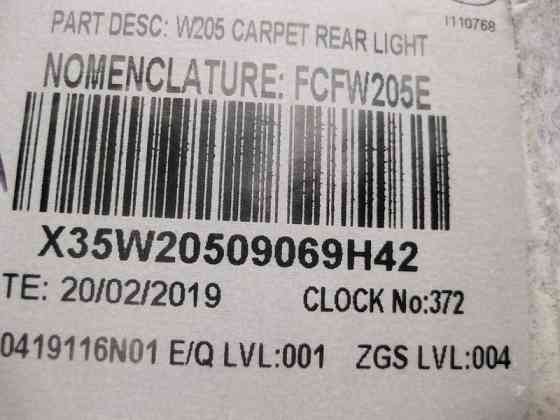 PART DESC: W205 CARPET REAR LIGHT
I110768
NOMENCLATURE: FCFW205E
X35W20509069H42
TE: 20/02/2019 CLOCK No:372
0419116N01 E/Q LVL:001 ZGS LVL:004